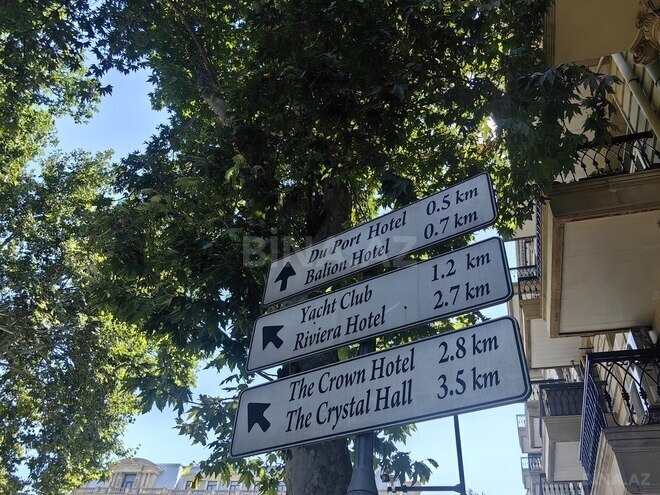 Du Port Hotel 0.5 km
Balion Hotel 0.7 km
Yacht Club 1.2 km
Riviera Hotel 2.7 km
The Crown Hotel 2.8 km
The Crystal Hall 3.5 km
BINA.AZ